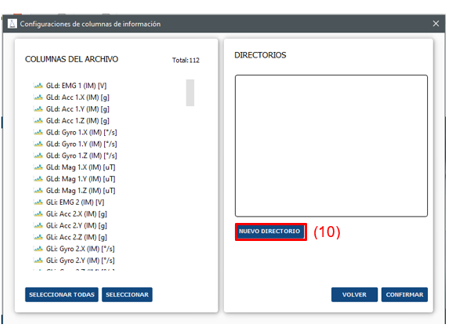 Configuraciones de columnas de información
COLUMNAS DEL ARCHIVO
Total: 112
GLd: EMG 1 (IM) [V]
GLd: Acc 1.X (IM) [g]
GLd: Acc 1.Y (IM) [g]
GLd: Acc 1.Z (IM) [g]
GLd: Gyro 1.X (IM) [°/s]
GLd: Gyro 1.Y (IM) [°/s]
GLd: Gyro 1.Z (IM) [°/s]
GLd: Mag 1.X (IM) [uT]
GLd: Mag 1.Y (IM) [uT]
GLd: Mag 1.Z (IM) [uT]
GLi: EMG 2 (IM) [V]
GLi: Acc 2.X (IM) [g]
GLi: Acc 2.Y (IM) [g]
GLi: Acc 2.Z (IM) [g]
GLi: Gyro 2.X (IM) [°/s]
GLi: Gyro 2.Y (IM) [°/s]
SELECCIONAR TODAS
SELECCIONAR
DIRECTORIOS
NUEVO DIRECTORIO
(10)
VOLVER
CONFIRMAR